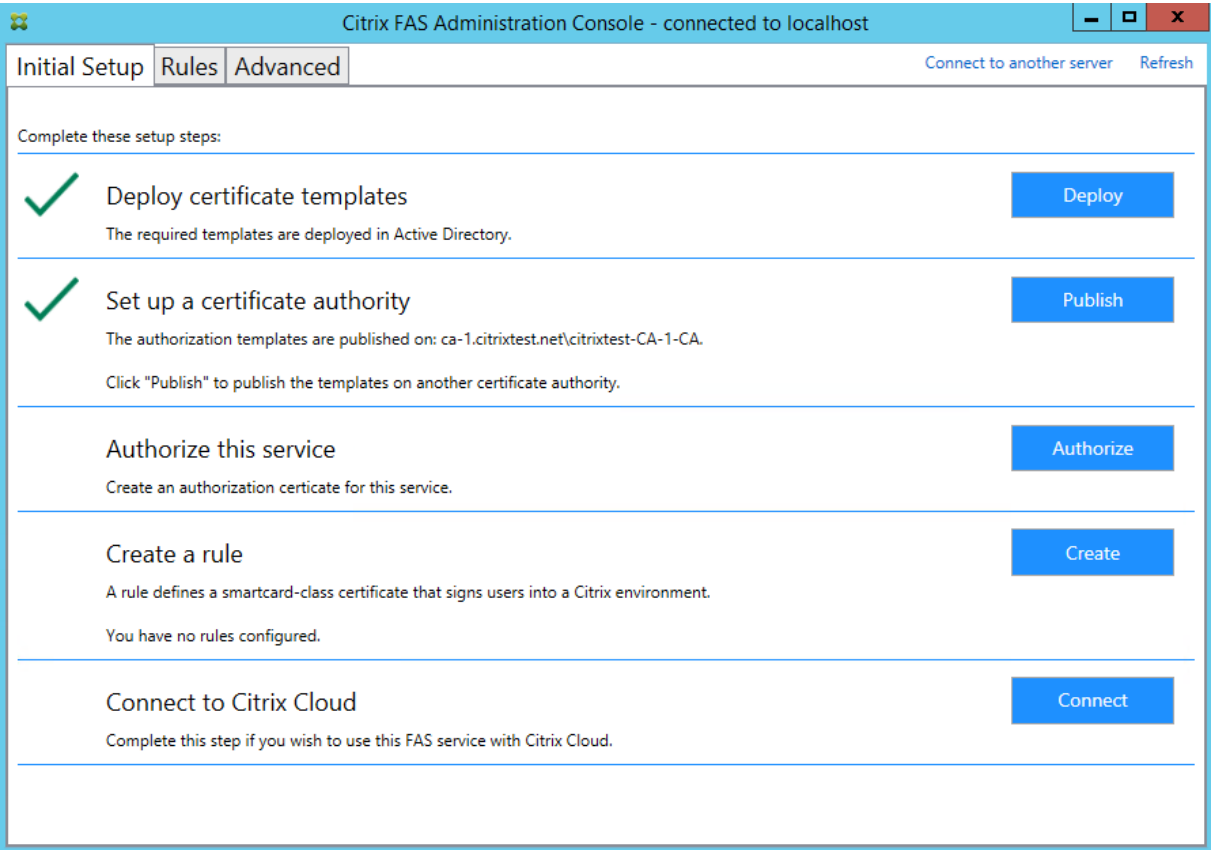 Citrix FAS Administration Console - connected to localhost
Initial Setup Rules Advanced Connect to another server Refresh
Complete these setup steps:
Deploy certificate templates Deploy
The required templates are deployed in Active Directory.
Set up a certificate authority Publish
The authorization templates are published on: ca-1.citrixtest.net\citrixtest-CA-1-CA.
Click "Publish" to publish the templates on another certificate authority.
Authorize this service Authorize
Create an authorization certicate for this service.
Create a rule Create
A rule defines a smartcard-class certificate that signs users into a Citrix environment.
You have no rules configured.
Connect to Citrix Cloud Connect
Complete this step if you wish to use this FAS service with Citrix Cloud.